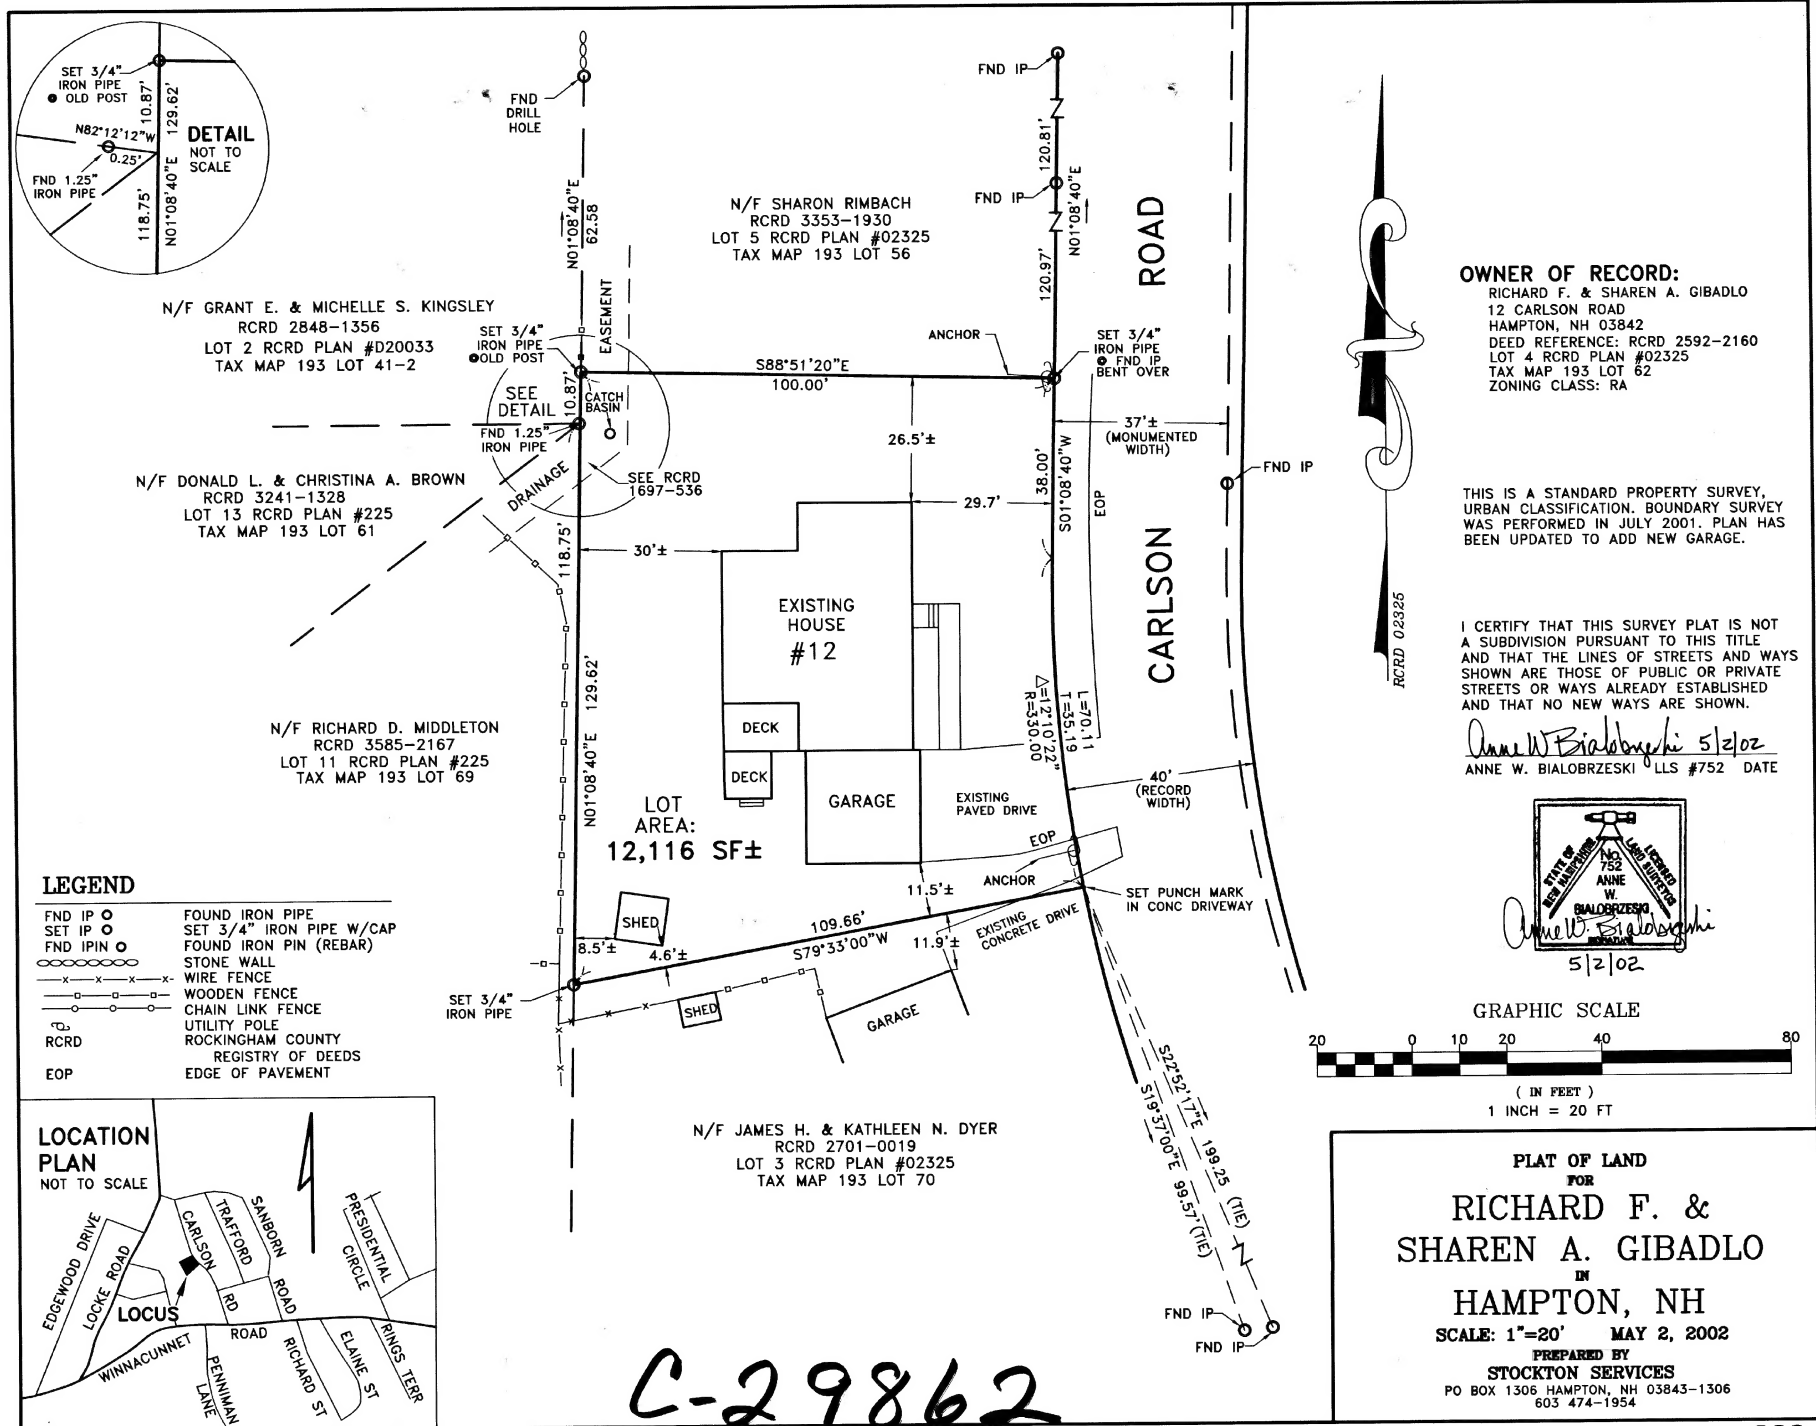 SET 3/4"
IRON PIPE
OLD POST
10.87'
129.62'
N82°12'12"W
0.25'
DETAIL
NOT TO
SCALE
FND 1.25"
IRON PIPE
118.75'
N01°08'40"E
FND
DRILL
HOLE
N01°08'40"E
62.58
EASEMENT
N/F SHARON RIMBACH
RCRD 3353-1930
LOT 5 RCRD PLAN #02325
TAX MAP 193 LOT 56
FND IP
120.81'
FND IP
N01°08'40"E
120.97'
CARLSON ROAD
N/F GRANT E. & MICHELLE S. KINGSLEY
RCRD 2848-1356
LOT 2 RCRD PLAN #D20033
TAX MAP 193 LOT 41-2
SET 3/4"
IRON PIPE
OLD POST
SEE
DETAIL
10.87'
CATCH
BASIN
FND 1.25"
IRON PIPE
DRAINAGE
SEE RCRD
1697-536
S88°51'20"E
100.00'
ANCHOR
SET 3/4"
IRON PIPE
FND IP
BENT OVER
37'±
(MONUMENTED
WIDTH)
FND IP
26.5'±
29.7'
38.00'
S01°08'40"W
EOP
N/F DONALD L. & CHRISTINA A. BROWN
RCRD 3241-1328
LOT 13 RCRD PLAN #225
TAX MAP 193 LOT 61
118.75'
30'±
EXISTING
HOUSE
#12
N01°08'40"E 129.62'
N/F RICHARD D. MIDDLETON
RCRD 3585-2167
LOT 11 RCRD PLAN #225
TAX MAP 193 LOT 69
DECK
DECK
GARAGE
EXISTING
PAVED DRIVE
L=70.11
T=35.19
Δ=12°10'22"
R=330.00
40'
(RECORD
WIDTH)
LOT
AREA:
12,116 SF±
EOP
ANCHOR
SET PUNCH MARK
IN CONC DRIVEWAY
11.5'±
109.66'
S79°33'00"W
11.9'±
EXISTING
CONCRETE DRIVE
SHED
8.5'±
4.6'±
SET 3/4"
IRON PIPE
SHED
GARAGE
N/F JAMES H. & KATHLEEN N. DYER
RCRD 2701-0019
LOT 3 RCRD PLAN #02325
TAX MAP 193 LOT 70
S22°52'17"E 199.25 (TIE)
S19°37'00"E 99.57'(TIE)
FND IP
FND IP
LEGEND
FND IP FOUND IRON PIPE
SET IP SET 3/4" IRON PIPE W/CAP
FND IPIN FOUND IRON PIN (REBAR)
STONE WALL
WIRE FENCE
WOODEN FENCE
CHAIN LINK FENCE
UTILITY POLE
RCRD ROCKINGHAM COUNTY
REGISTRY OF DEEDS
EOP EDGE OF PAVEMENT
LOCATION
PLAN
NOT TO SCALE
EDGEWOOD DRIVE
LOCKE ROAD
CARLSON
RD
TRAFFORD
SANBORN
ROAD
PRESIDENTIAL
CIRCLE
LOCUS
WINNACUNNET
ROAD
PENNIMAN
LANE
RICHARD ST
ELAINE ST
RINGS TERR
C-29862
RCRD 02325
OWNER OF RECORD:
RICHARD F. & SHAREN A. GIBADLO
12 CARLSON ROAD
HAMPTON, NH 03842
DEED REFERENCE: RCRD 2592-2160
LOT 4 RCRD PLAN #02325
TAX MAP 193 LOT 62
ZONING CLASS: RA
THIS IS A STANDARD PROPERTY SURVEY,
URBAN CLASSIFICATION. BOUNDARY SURVEY
WAS PERFORMED IN JULY 2001. PLAN HAS
BEEN UPDATED TO ADD NEW GARAGE.
I CERTIFY THAT THIS SURVEY PLAT IS NOT
A SUBDIVISION PURSUANT TO THIS TITLE
AND THAT THE LINES OF STREETS AND WAYS
SHOWN ARE THOSE OF PUBLIC OR PRIVATE
STREETS OR WAYS ALREADY ESTABLISHED
AND THAT NO NEW WAYS ARE SHOWN.
Anne W Bialobrzeski 5/2/02
ANNE W. BIALOBRZESKI LLS #752 DATE
STATE OF
NEW HAMPSHIRE
LICENSED
LAND SURVEYOR
No.
752
ANNE
W.
BIALOBRZESKI
Anne W. Bialobrzeski
5/2/02
GRAPHIC SCALE
20 0 10 20 40 80
( IN FEET )
1 INCH = 20 FT
PLAT OF LAND
FOR
RICHARD F. &
SHAREN A. GIBADLO
IN
HAMPTON, NH
SCALE: 1"=20' MAY 2, 2002
PREPARED BY
STOCKTON SERVICES
PO BOX 1306 HAMPTON, NH 03843-1306
603 474-1954